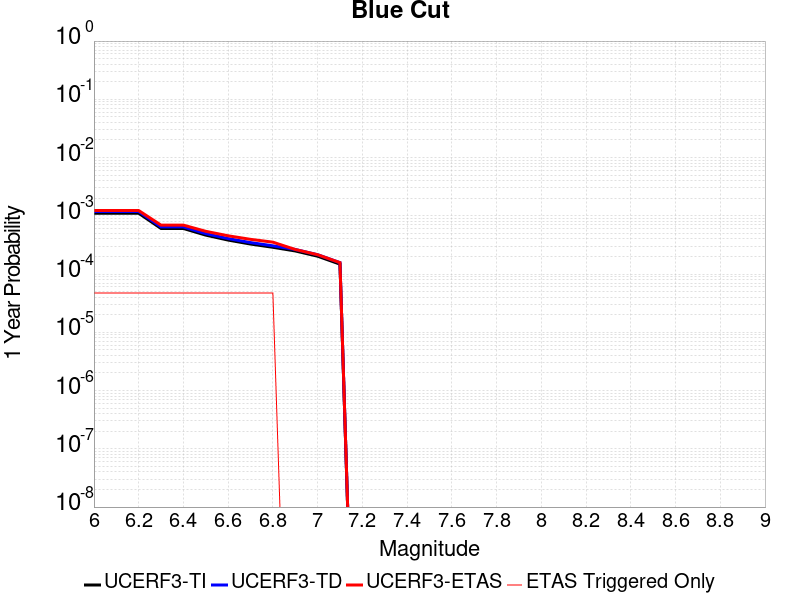 Blue Cut
10^0
10^-1
10^-2
10^-3
10^-4
10^-5
10^-6
10^-7
10^-8
1 Year Probability
6 6.2 6.4 6.6 6.8 7 7.2 7.4 7.6 7.8 8 8.2 8.4 8.6 8.8 9
Magnitude
UCERF3-TI UCERF3-TD UCERF3-ETAS ETAS Triggered Only